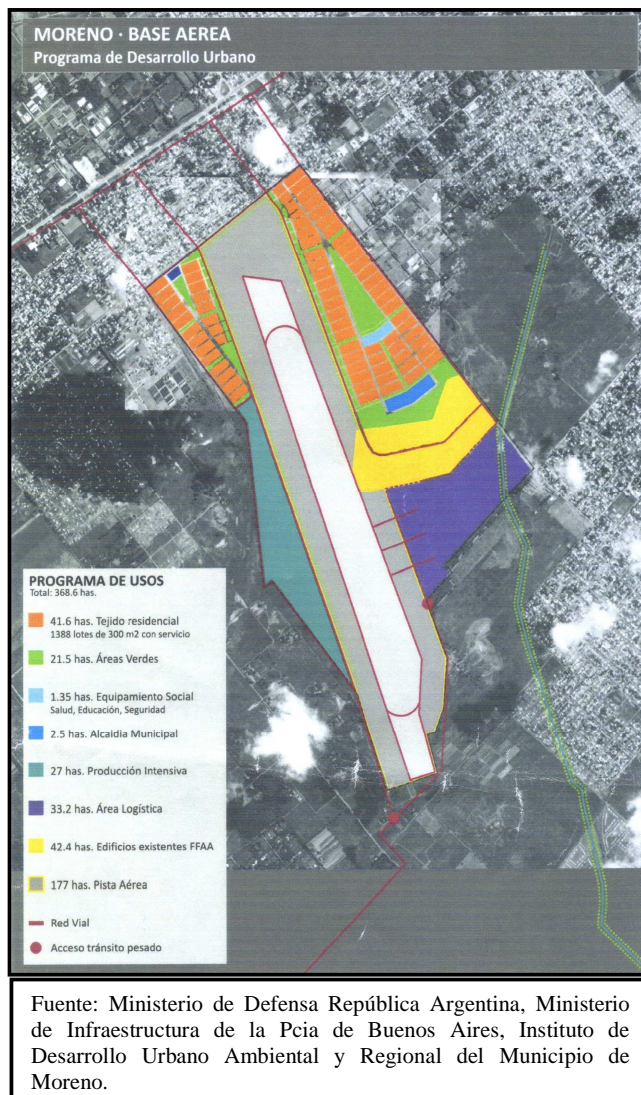 MORENO · BASE AEREA
Programa de Desarrollo Urbano
PROGRAMA DE USOS
Total: 368.6 has.
41.6 has. Tejido residencial
1388 lotes de 300 m2 con servicio
21.5 has. Áreas Verdes
1.35 has. Equipamiento Social
Salud, Educación, Seguridad
2.5 has. Alcaidia Municipal
27 has. Producción Intensiva
33.2 has. Área Logística
42.4 has. Edificios existentes FFAA
177 has. Pista Aérea
Red Vial
Acceso tránsito pesado
Fuente: Ministerio de Defensa República Argentina, Ministerio
de Infraestructura de la Pcia de Buenos Aires, Instituto de
Desarrollo Urbano Ambiental y Regional del Municipio de
Moreno.